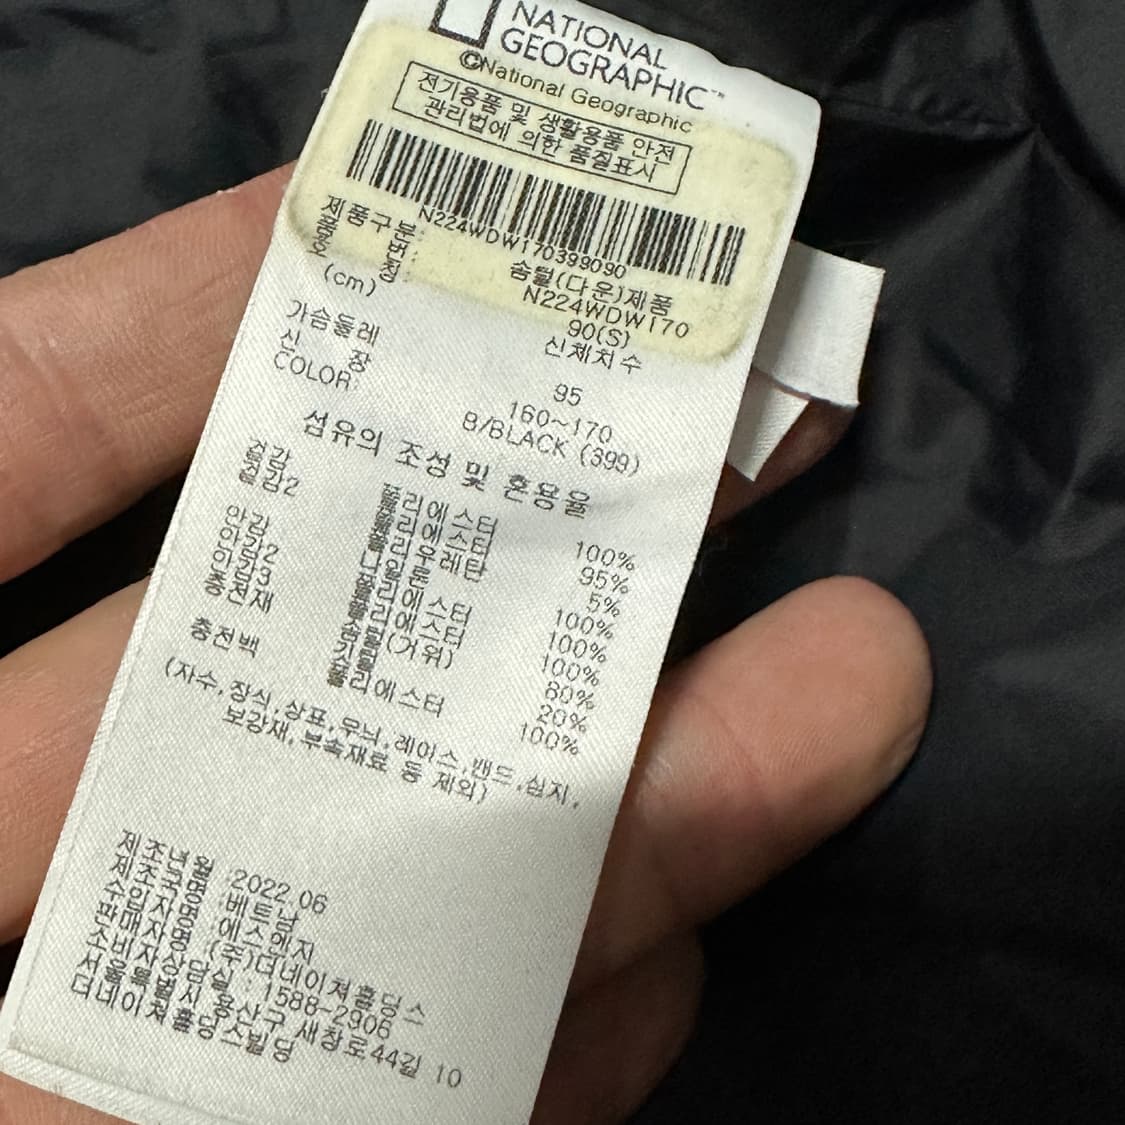 NATIONAL
GEOGRAPHIC™
©National Geographic
전기용품 및 생활용품 안전
관리법에 의한 품질표시
N224WDW170399090
제품구분 솜털(다운)제품
품번 N224WDW170
호칭 90(S)
(cm) 신체치수
가슴둘레 95
신 장 160~170
COLOR B/BLACK (399)
섬유의 조성 및 혼용율
겉감 폴리에스터 100%
겉감2 폴리에스터 95%
폴리우레탄 5%
안감 나일론 100%
안감2 폴리에스터 100%
안감3 폴리에스터 100%
충전재 솜털(거위) 80%
깃털 20%
충전백 폴리에스터 100%
(자수,장식,상표,무늬,레이스,밴드,심지,
보강재,부속재료 등 제외)
제조년월 :2022.06
제조국명 :베트남
수입자명 :에스엔지
판매자명 :(주)더네이쳐홀딩스
소비자상담실 :1588-2906
서울특별시 용산구 새창로44길 10
더네이쳐홀딩스빌딩